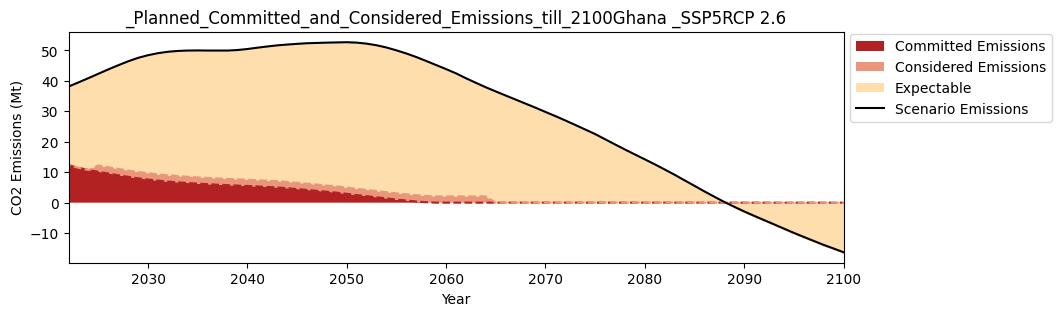 _Planned_Committed_and_Considered_Emissions_till_2100Ghana _SSP5RCP 2.6
CO2 Emissions (Mt)
50
40
30
20
10
0
−10
2030
2040
2050
2060
2070
2080
2090
2100
Year
Committed Emissions
Considered Emissions
Expectable
Scenario Emissions